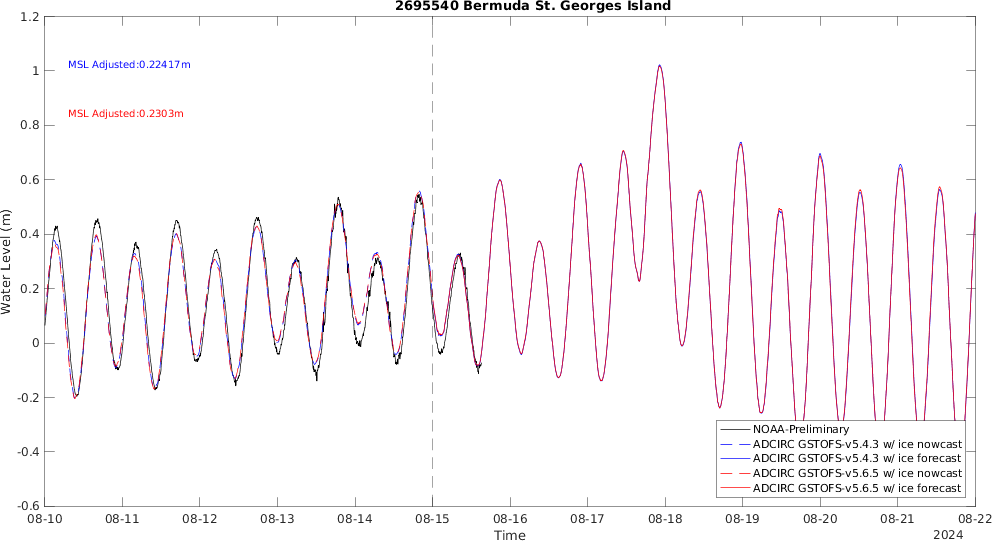 2695540 Bermuda St. Georges Island
1.2
1
0.8
0.6
0.4
0.2
0
-0.2
-0.4
-0.6
Water Level (m)
MSL Adjusted:0.22417m
MSL Adjusted:0.2303m
NOAA-Preliminary
ADCIRC GSTOFS-v5.4.3 w/ ice nowcast
ADCIRC GSTOFS-v5.4.3 w/ ice forecast
ADCIRC GSTOFS-v5.6.5 w/ ice nowcast
ADCIRC GSTOFS-v5.6.5 w/ ice forecast
08-10 08-11 08-12 08-13 08-14 08-15 08-16 08-17 08-18 08-19 08-20 08-21 08-22
Time
2024